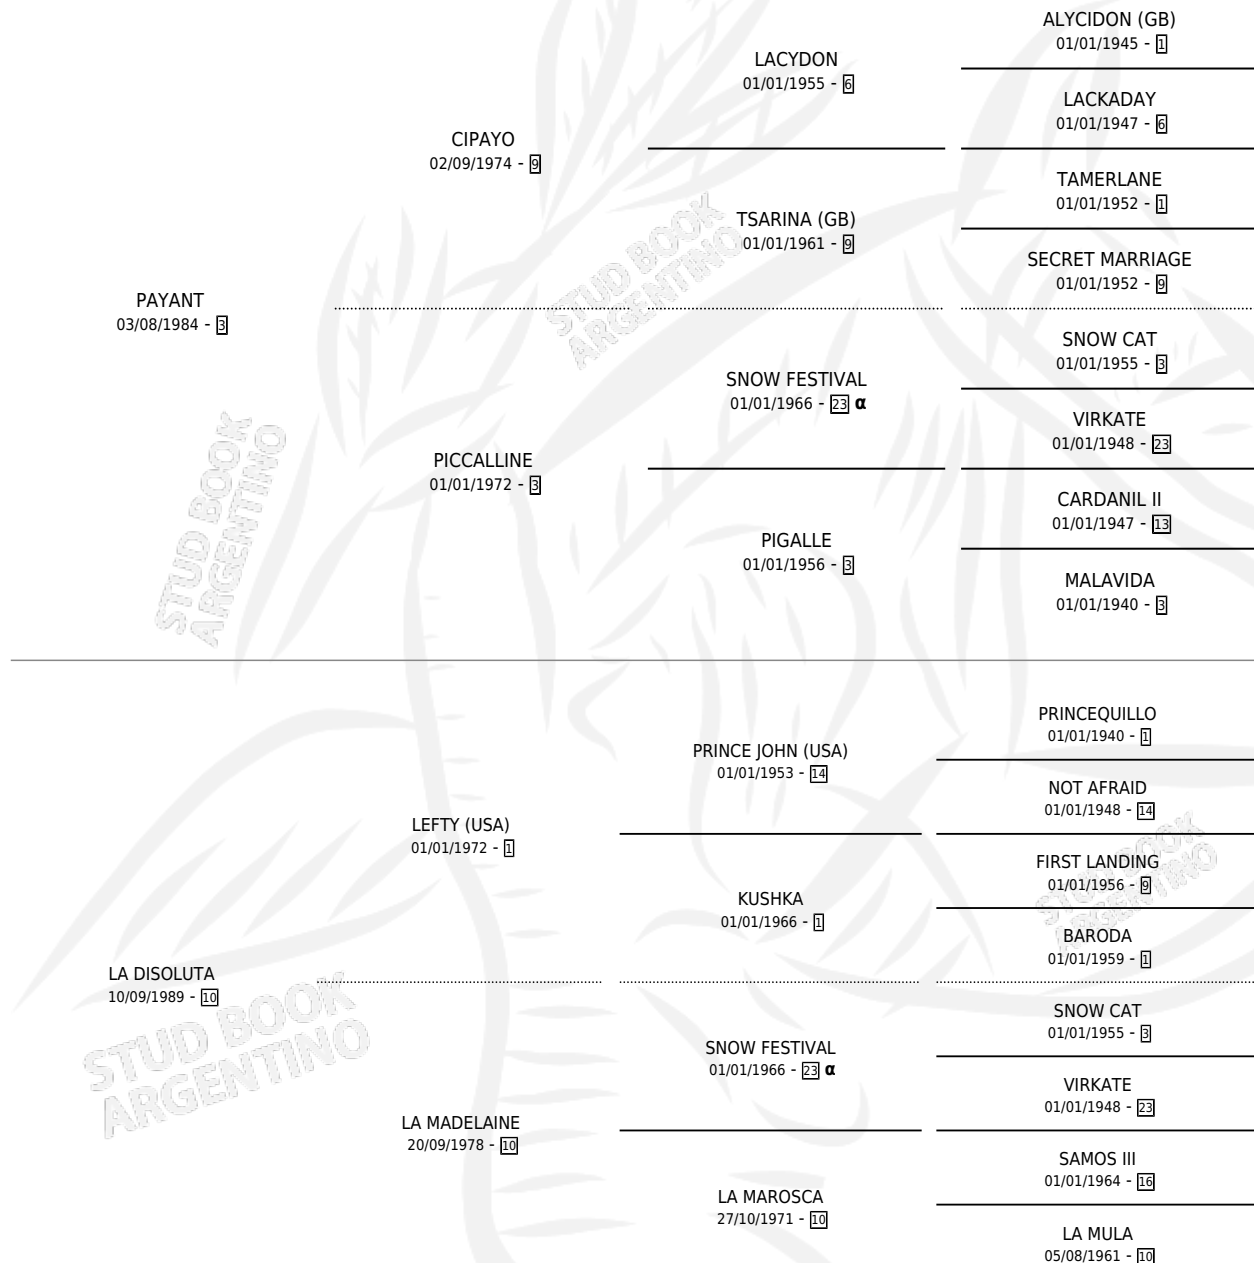 ALYCIDON (GB)
01/01/1945 - 1
LACYDON
01/01/1955 - 6
LACKADAY
01/01/1947 - 6
CIPAYO
02/09/1974 - 9
TAMERLANE
01/01/1952 - 1
TSARINA (GB)
01/01/1961 - 9
SECRET MARRIAGE
01/01/1952 - 9
PAYANT
03/08/1984 - 3
SNOW CAT
01/01/1955 - 3
SNOW FESTIVAL
01/01/1966 - 23 α
VIRKATE
01/01/1948 - 23
PICCALLINE
01/01/1972 - 3
CARDANIL II
01/01/1947 - 13
PIGALLE
01/01/1956 - 3
MALAVIDA
01/01/1940 - 3
STUD BOOK
ARGENTINO
STUD BOOK
ARGENTINO
PRINCEQUILLO
01/01/1940 - 1
PRINCE JOHN (USA)
01/01/1953 - 14
NOT AFRAID
01/01/1948 - 14
LEFTY (USA)
01/01/1972 - 1
FIRST LANDING
01/01/1956 - 9
KUSHKA
01/01/1966 - 1
BARODA
01/01/1959 - 1
LA DISOLUTA
10/09/1989 - 10
SNOW CAT
01/01/1955 - 3
SNOW FESTIVAL
01/01/1966 - 23 α
VIRKATE
01/01/1948 - 23
LA MADELAINE
20/09/1978 - 10
SAMOS III
01/01/1964 - 16
LA MAROSCA
27/10/1971 - 10
LA MULA
05/08/1961 - 10
STUD BOOK
ARGENTINO
STUD BOOK
ARGENTINO